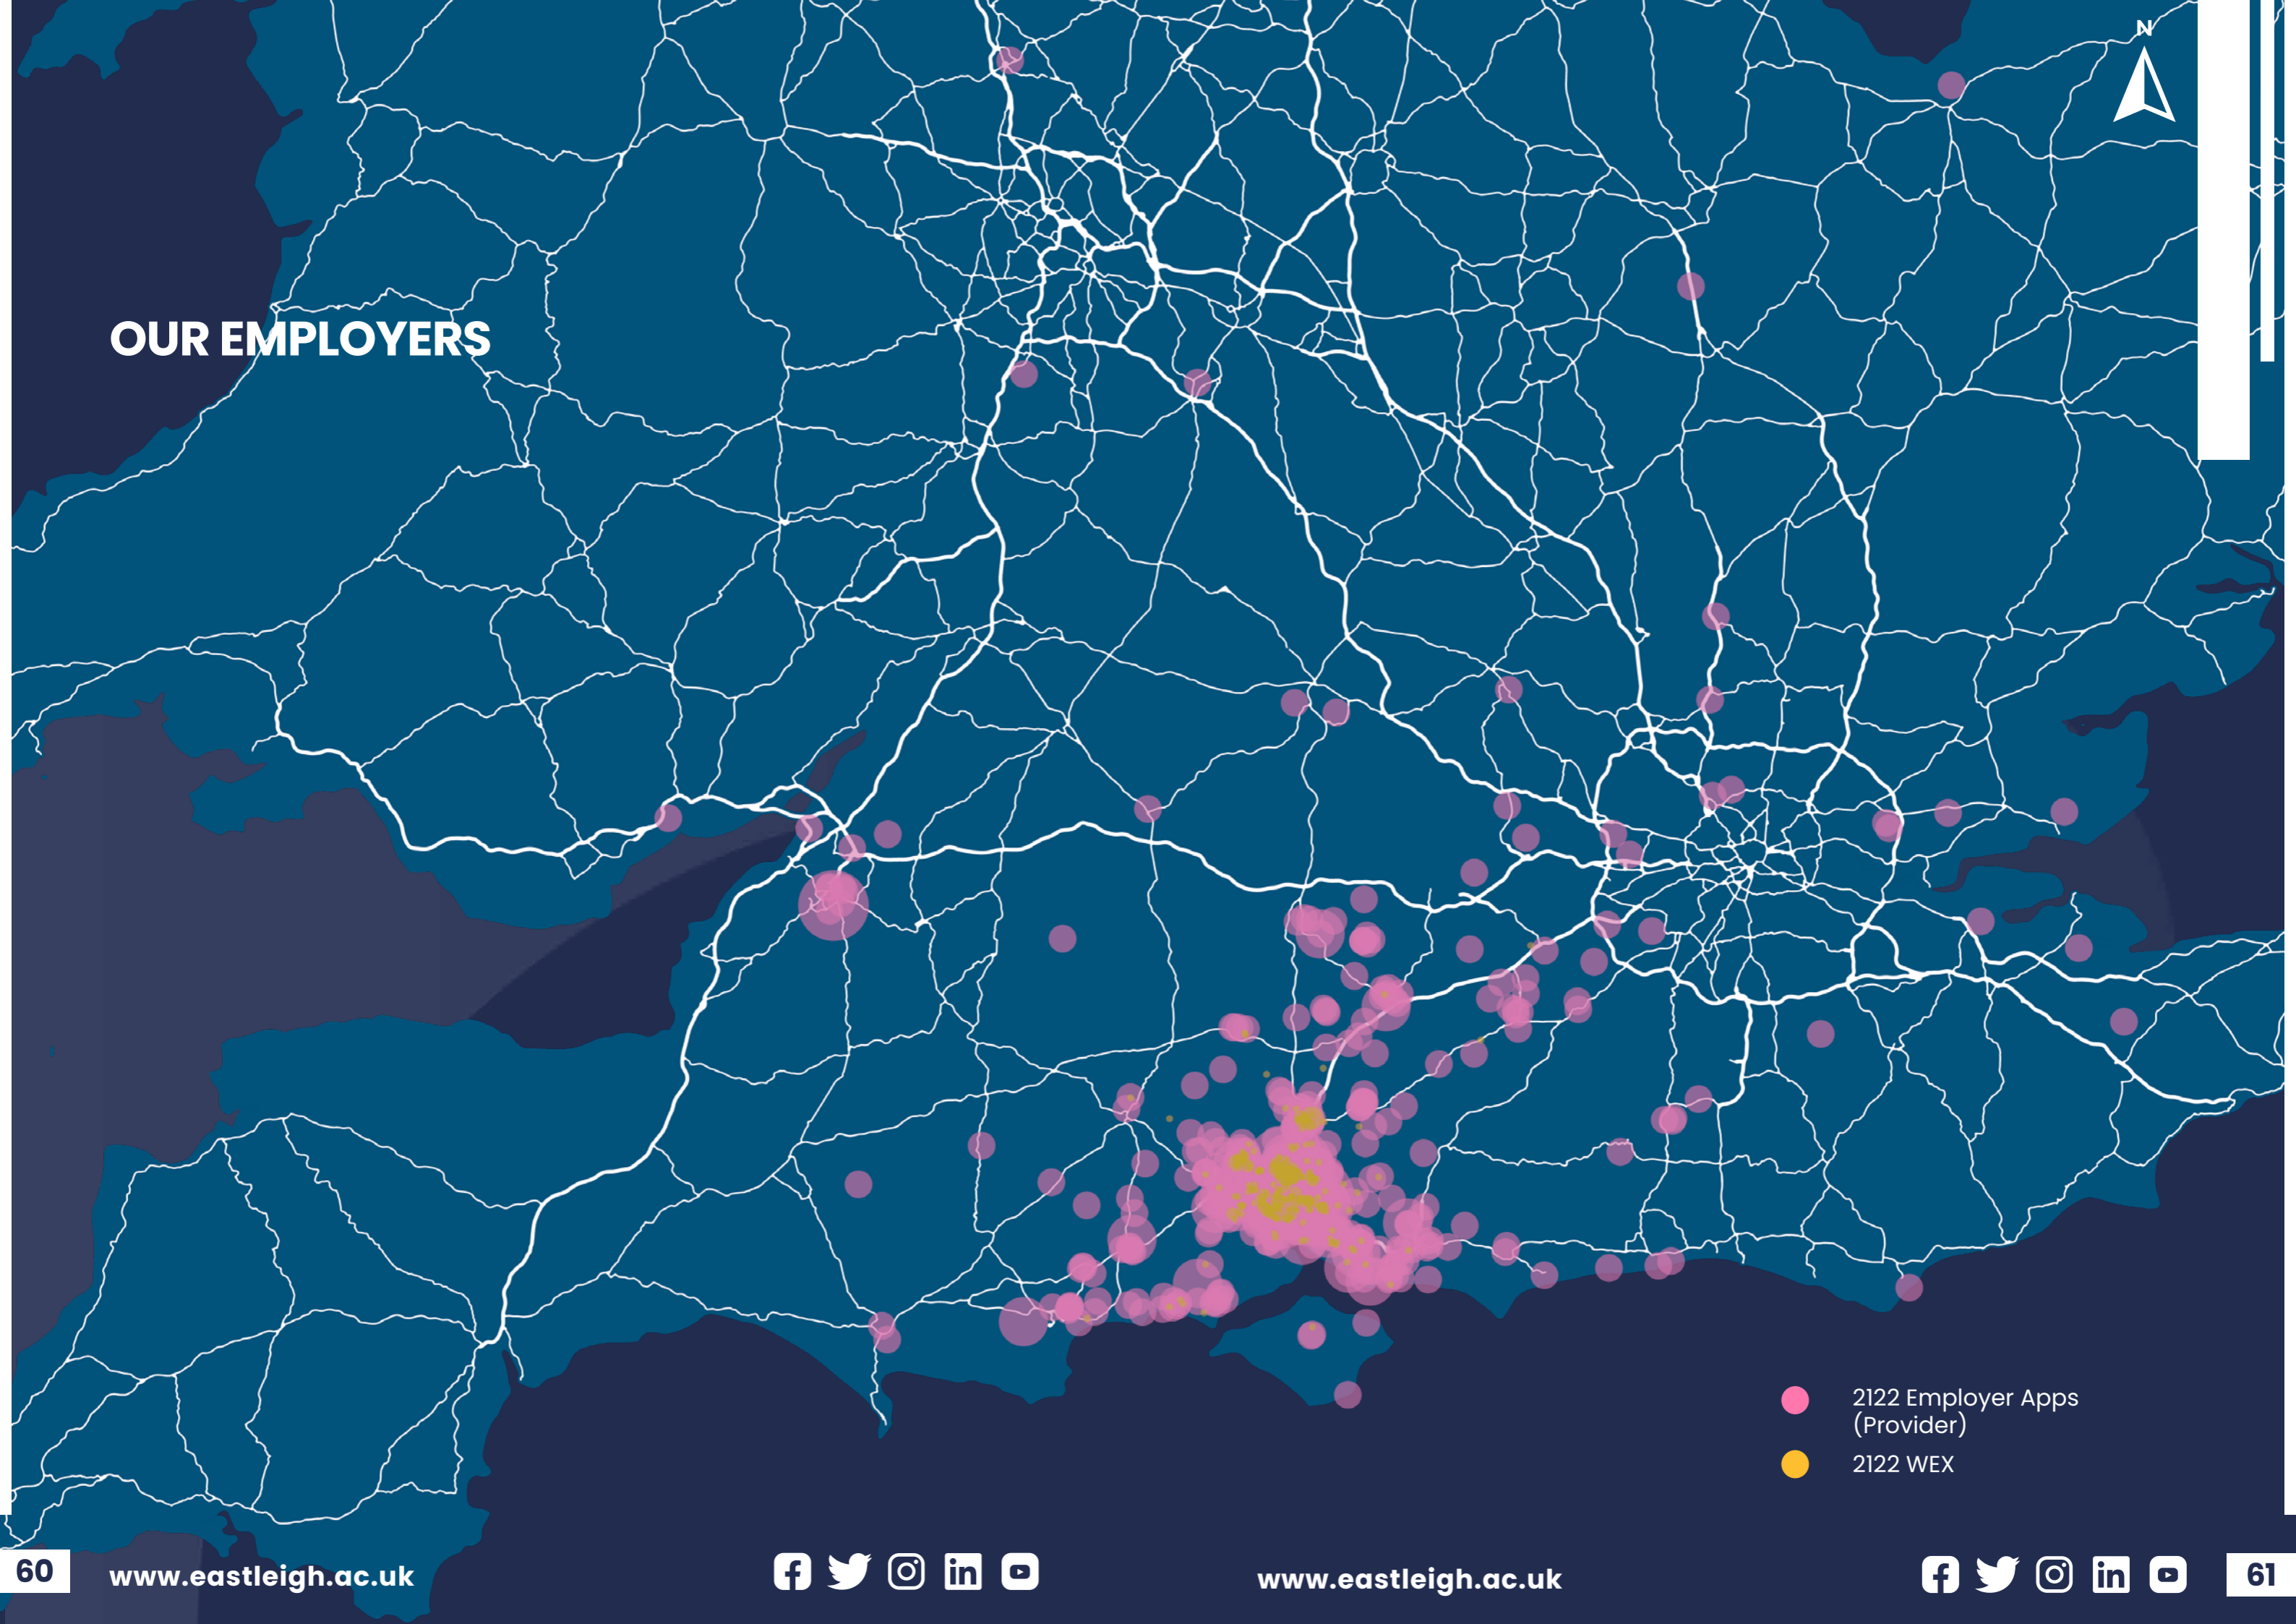 N
OUR EMPLOYERS
2122 Employer Apps
(Provider)
2122 WEX
60
www.eastleigh.ac.uk
www.eastleigh.ac.uk
61